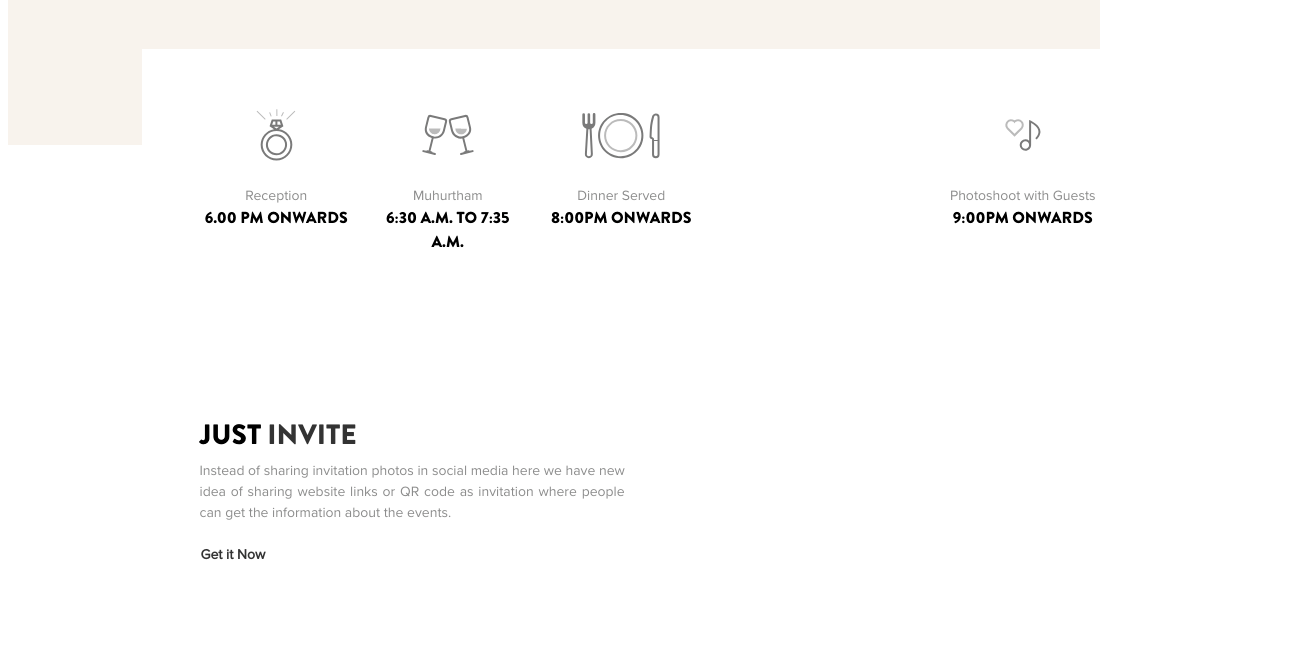 Reception
6.00 PM ONWARDS
Muhurtham
6:30 A.M. TO 7:35
A.M.
Dinner Served
8:00PM ONWARDS
Photoshoot with Guests
9:00PM ONWARDS
JUST INVITE
Instead of sharing invitation photos in social media here we have new
idea of sharing website links or QR code as invitation where people
can get the information about the events.
Get it Now